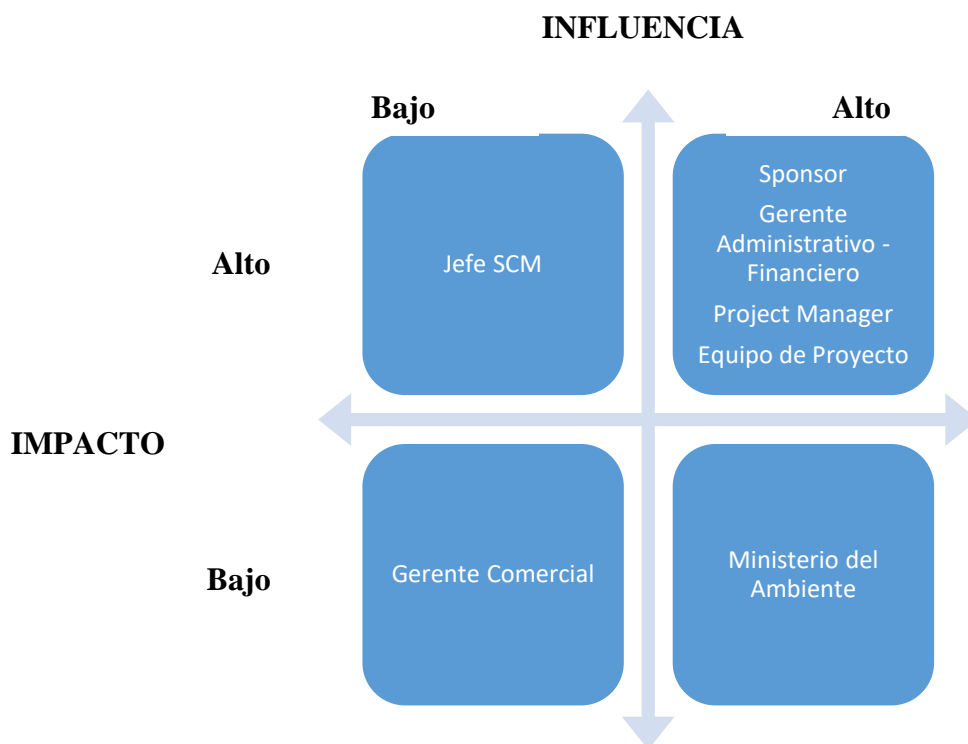 INFLUENCIA
Bajo
Alto
Alto
Jefe SCM
Sponsor
Gerente
Administrativo -
Financiero
Project Manager
Equipo de Proyecto
IMPACTO
Bajo
Gerente Comercial
Ministerio del
Ambiente